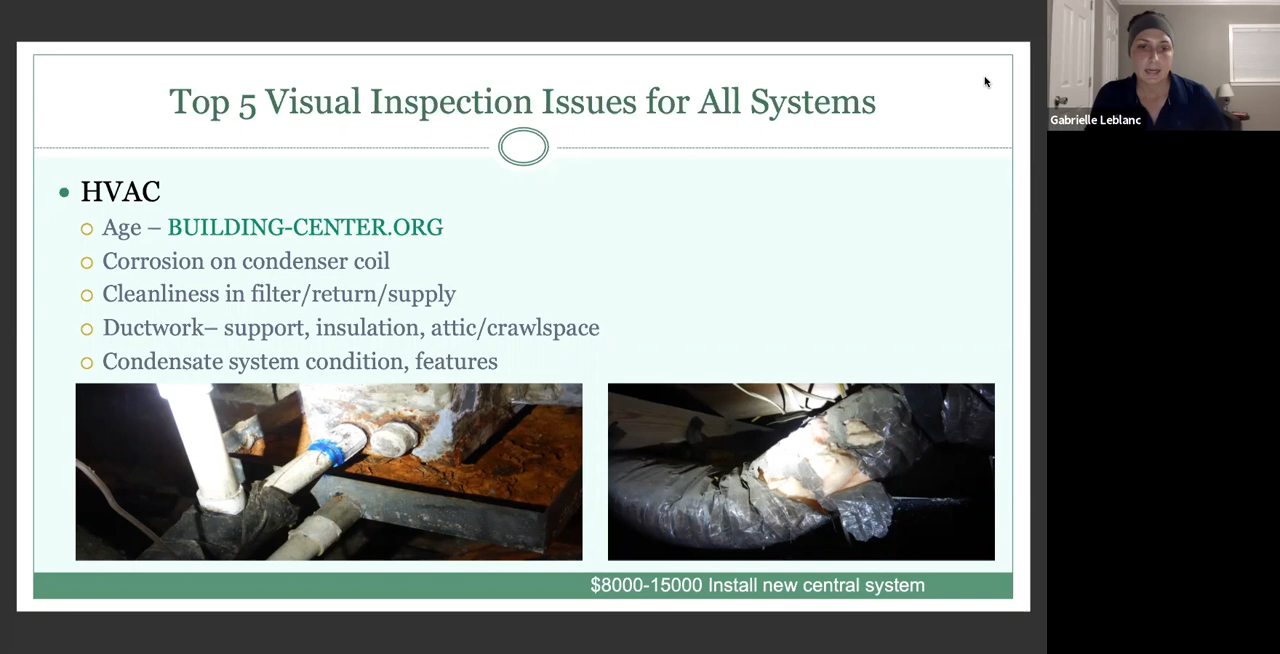 Top 5 Visual Inspection Issues for All Systems
Gabrielle Leblanc
HVAC
Age – BUILDING-CENTER.ORG
Corrosion on condenser coil
Cleanliness in filter/return/supply
Ductwork– support, insulation, attic/crawlspace
Condensate system condition, features
$8000-15000 Install new central system